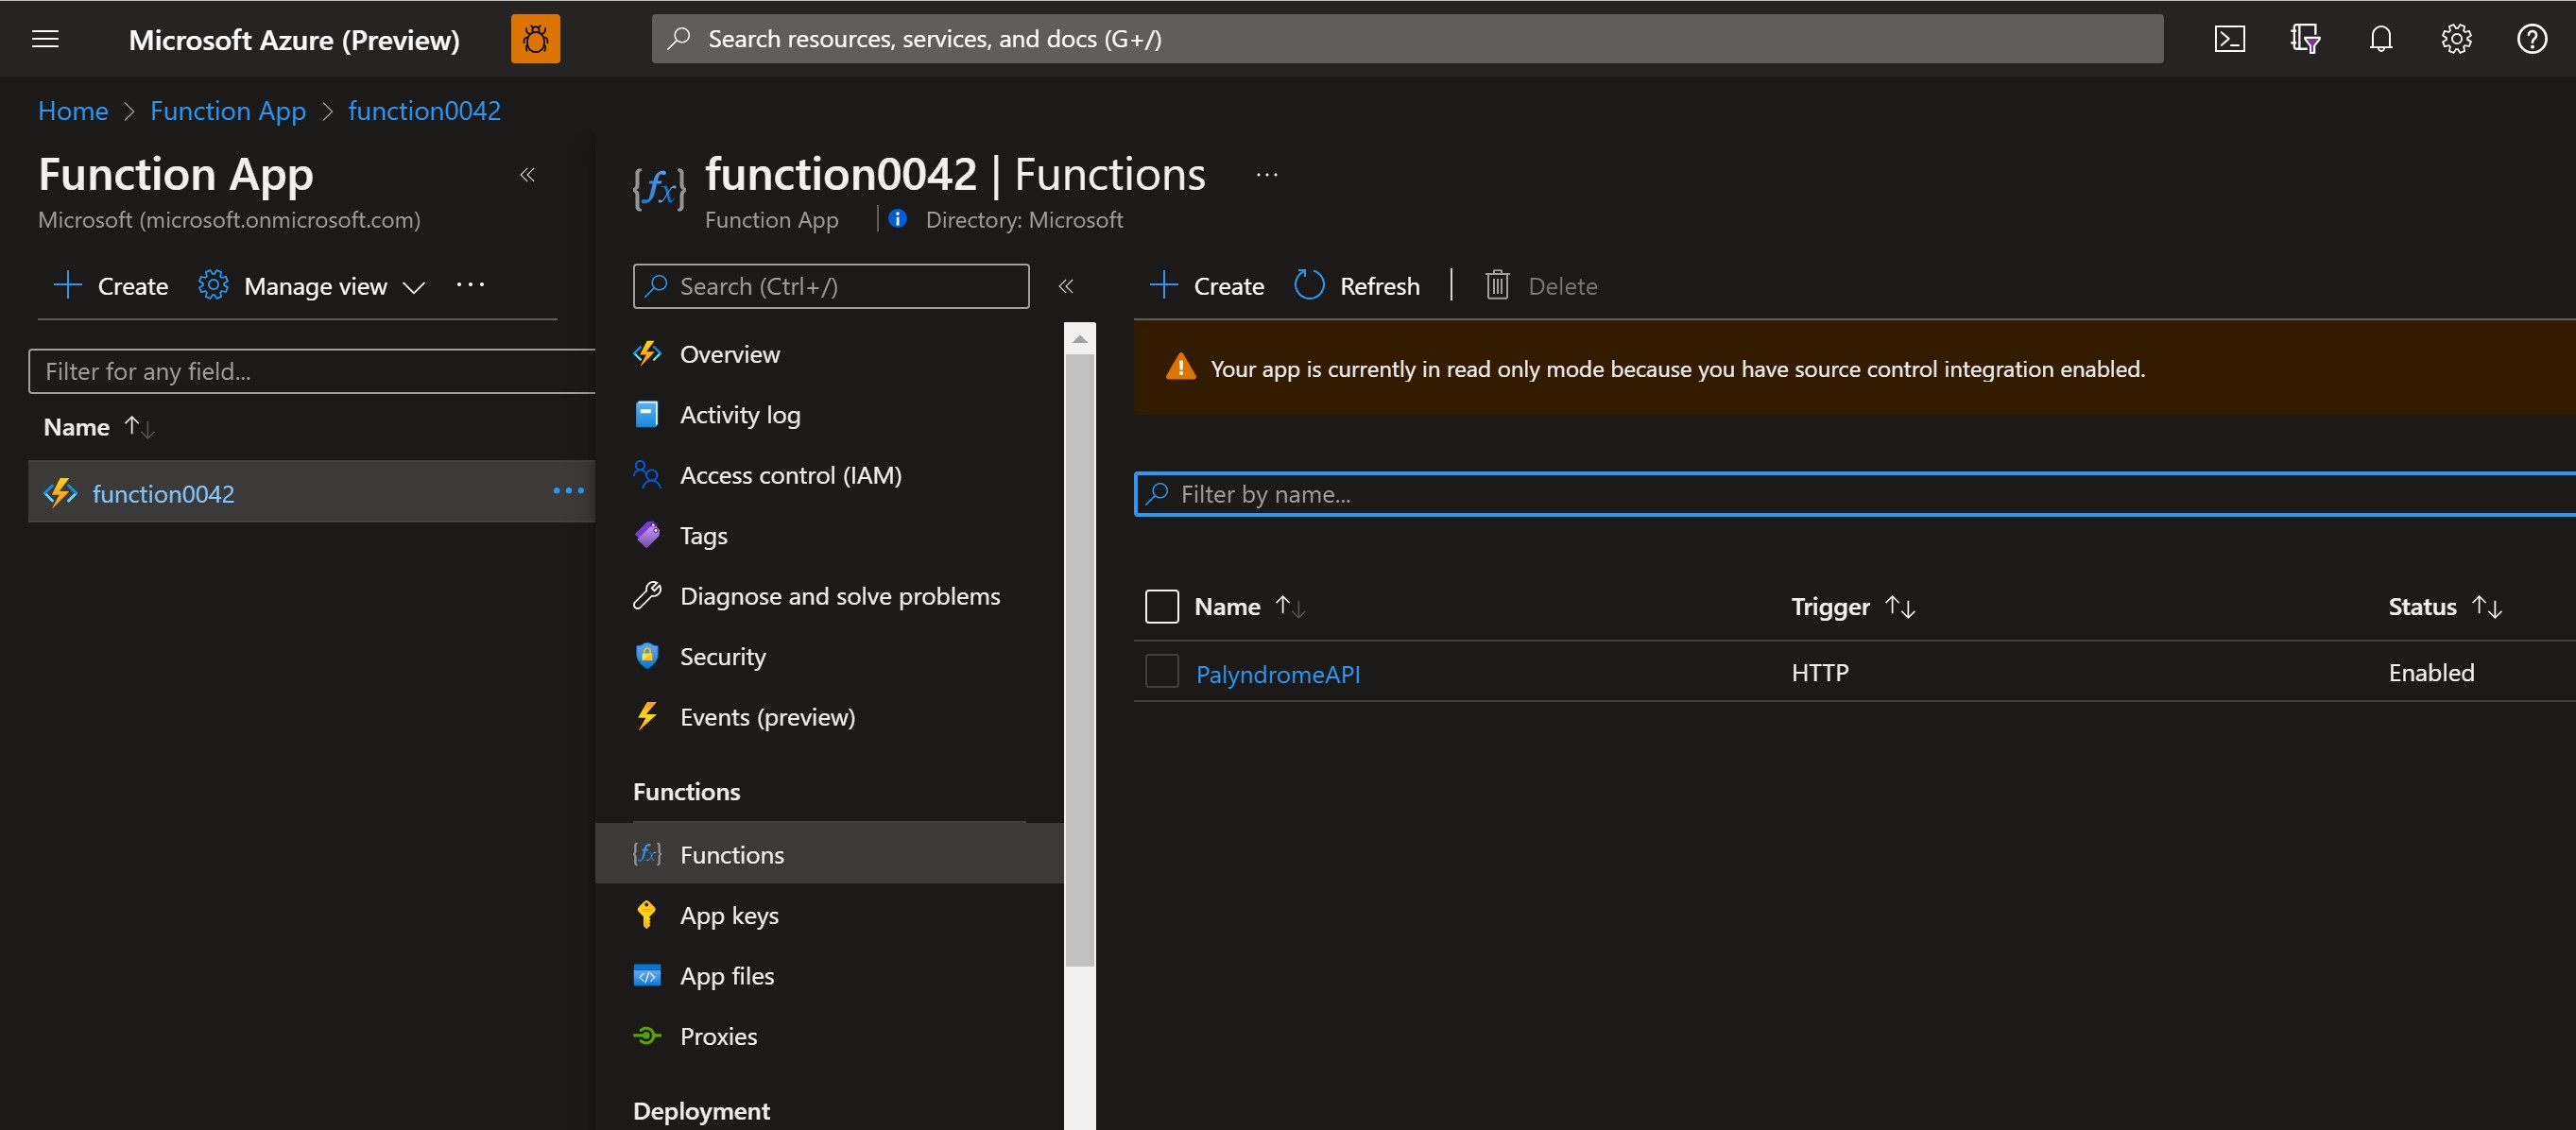 Microsoft Azure (Preview)
Search resources, services, and docs (G+/)
Home > Function App > function0042
Function App
Microsoft (microsoft.onmicrosoft.com)
Create Manage view ...
Filter for any field...
Name
function0042 ...
function0042 | Functions ...
Function App | Directory: Microsoft
Search (Ctrl+/)
Overview
Activity log
Access control (IAM)
Tags
Diagnose and solve problems
Security
Events (preview)
Functions
Functions
App keys
App files
Proxies
Deployment
Create Refresh | Delete
Your app is currently in read only mode because you have source control integration enabled.
Filter by name...
Name Trigger Status
PalyndromeAPI HTTP Enabled